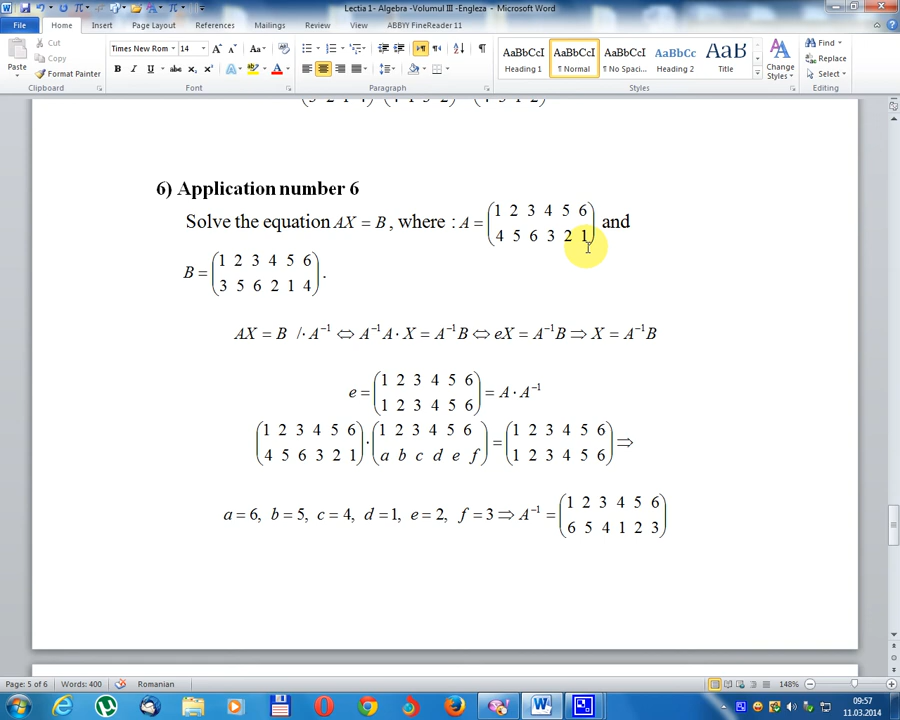 Lectia 1- Algebra -Volumul III -Engleza - Microsoft Word
File Home Insert Page Layout References Mailings Review View ABBYY FineReader 11
Paste Cut Copy Format Painter Clipboard
Times New Rom 14 Font
Paragraph
AaBbCcI Heading 1 AaBbCcI ¶ Normal AaBbCcI ¶ No Spaci... AaBbCc Heading 2 AaB Title Change Styles Styles
Find Replace Select Editing
6) Application number 6
Solve the equation AX = B , where : A = (1 2 3 4 5 6 and
4 5 6 3 2 1)
B = (1 2 3 4 5 6
3 5 6 2 1 4) .
AX = B /· A⁻¹ ⇔ A⁻¹A · X = A⁻¹B ⇔ eX = A⁻¹B ⇒ X = A⁻¹B
e = (1 2 3 4 5 6
1 2 3 4 5 6) = A · A⁻¹
(1 2 3 4 5 6) · (1 2 3 4 5 6) = (1 2 3 4 5 6) ⇒
(4 5 6 3 2 1) (a b c d e f) (1 2 3 4 5 6)
a = 6, b = 5, c = 4, d = 1, e = 2, f = 3 ⇒ A⁻¹ = (1 2 3 4 5 6
6 5 4 1 2 3)
Page: 5 of 6 Words: 400 Romanian 148%
09:57
11.03.2014